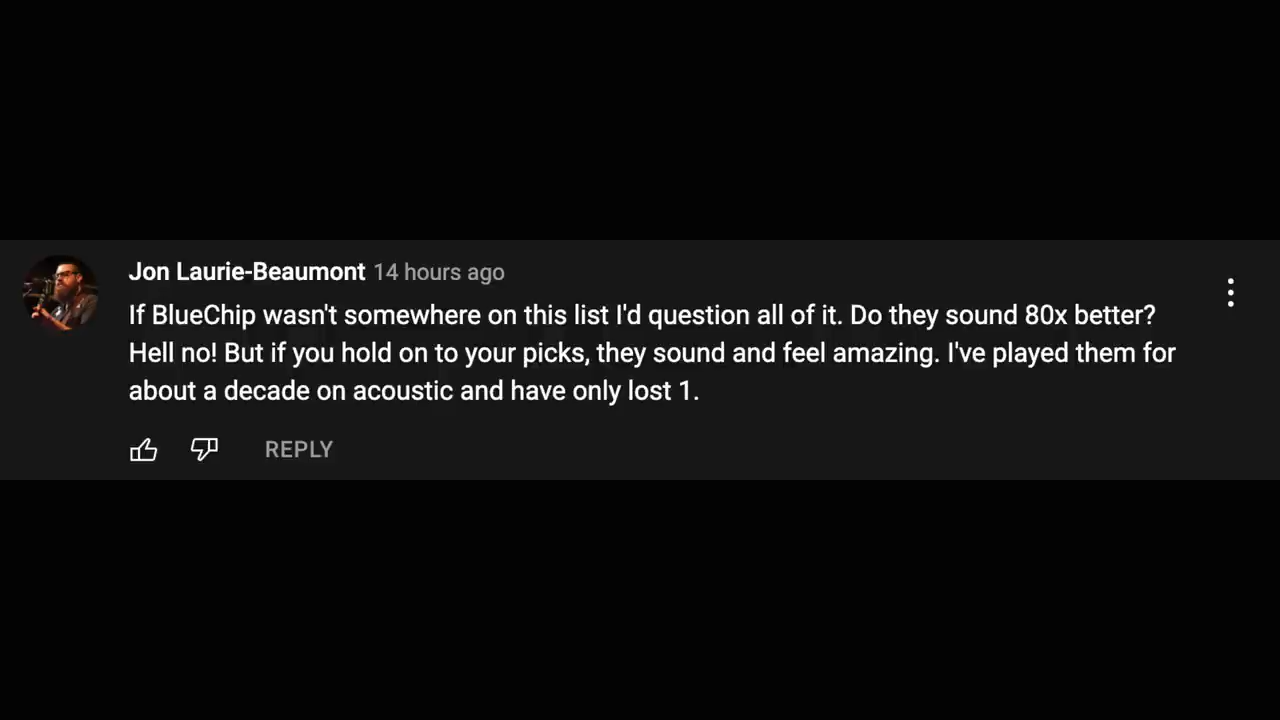 Jon Laurie-Beaumont 14 hours ago
If BlueChip wasn't somewhere on this list I'd question all of it. Do they sound 80x better?
Hell no! But if you hold on to your picks, they sound and feel amazing. I've played them for
about a decade on acoustic and have only lost 1.
REPLY